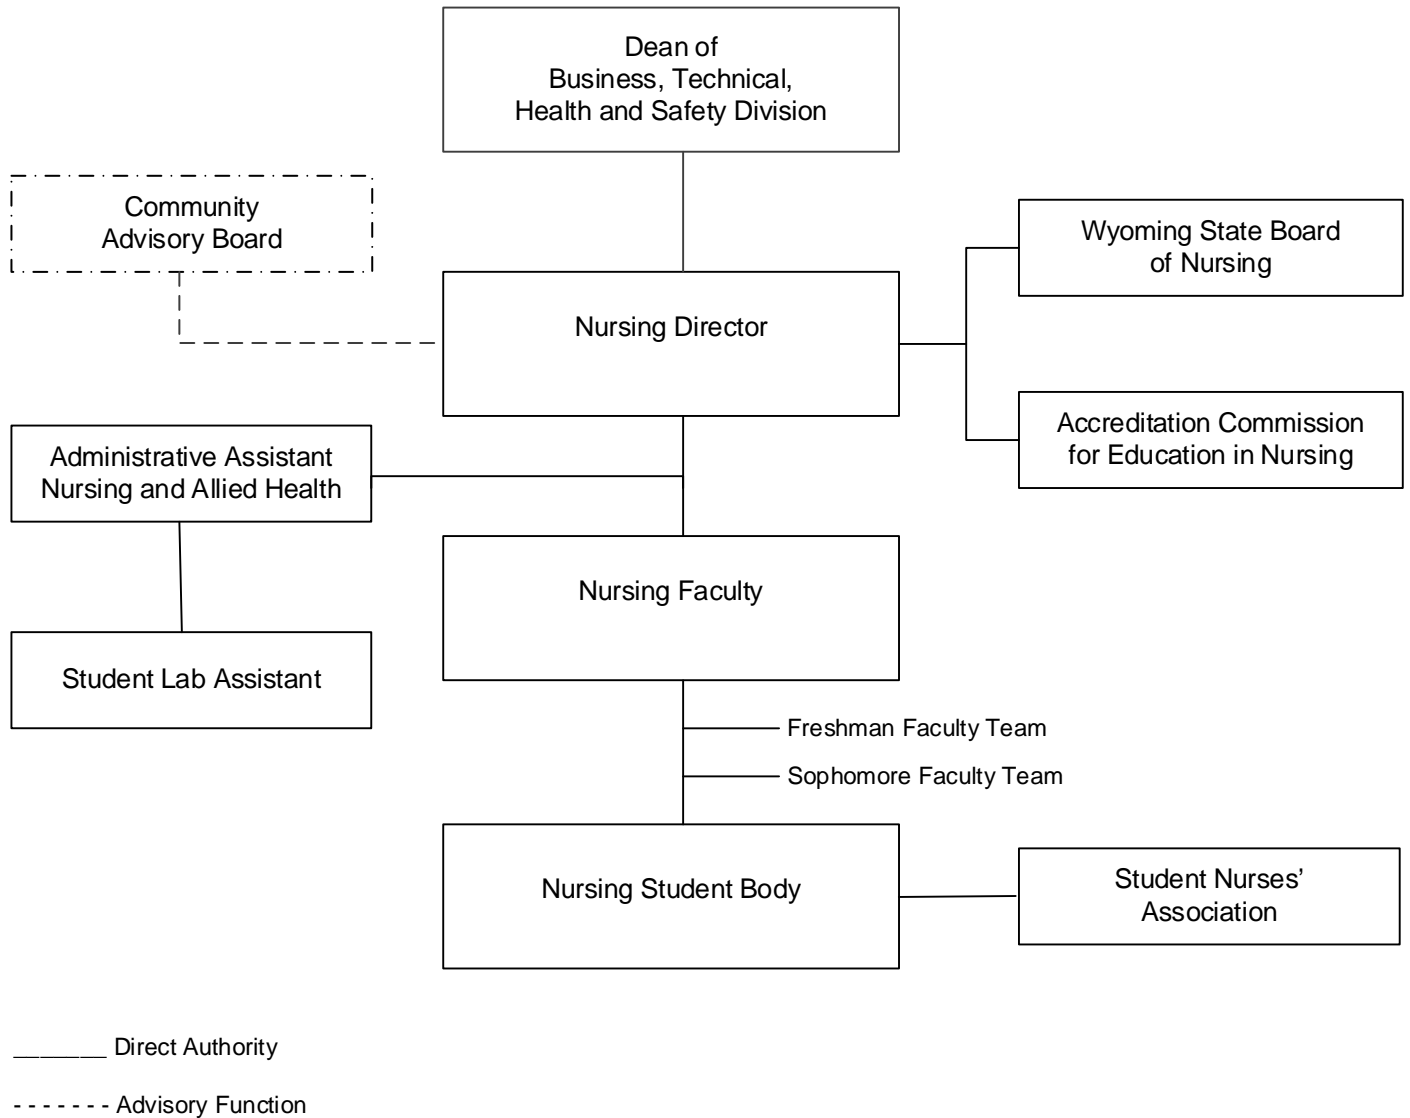 Dean of
Business, Technical,
Health and Safety Division
Community
Advisory Board
Wyoming State Board
of Nursing
Nursing Director
Accreditation Commission
for Education in Nursing
Administrative Assistant
Nursing and Allied Health
Nursing Faculty
Student Lab Assistant
Freshman Faculty Team
Sophomore Faculty Team
Nursing Student Body
Student Nurses’
Association
_______ Direct Authority
- - - - - - - Advisory Function